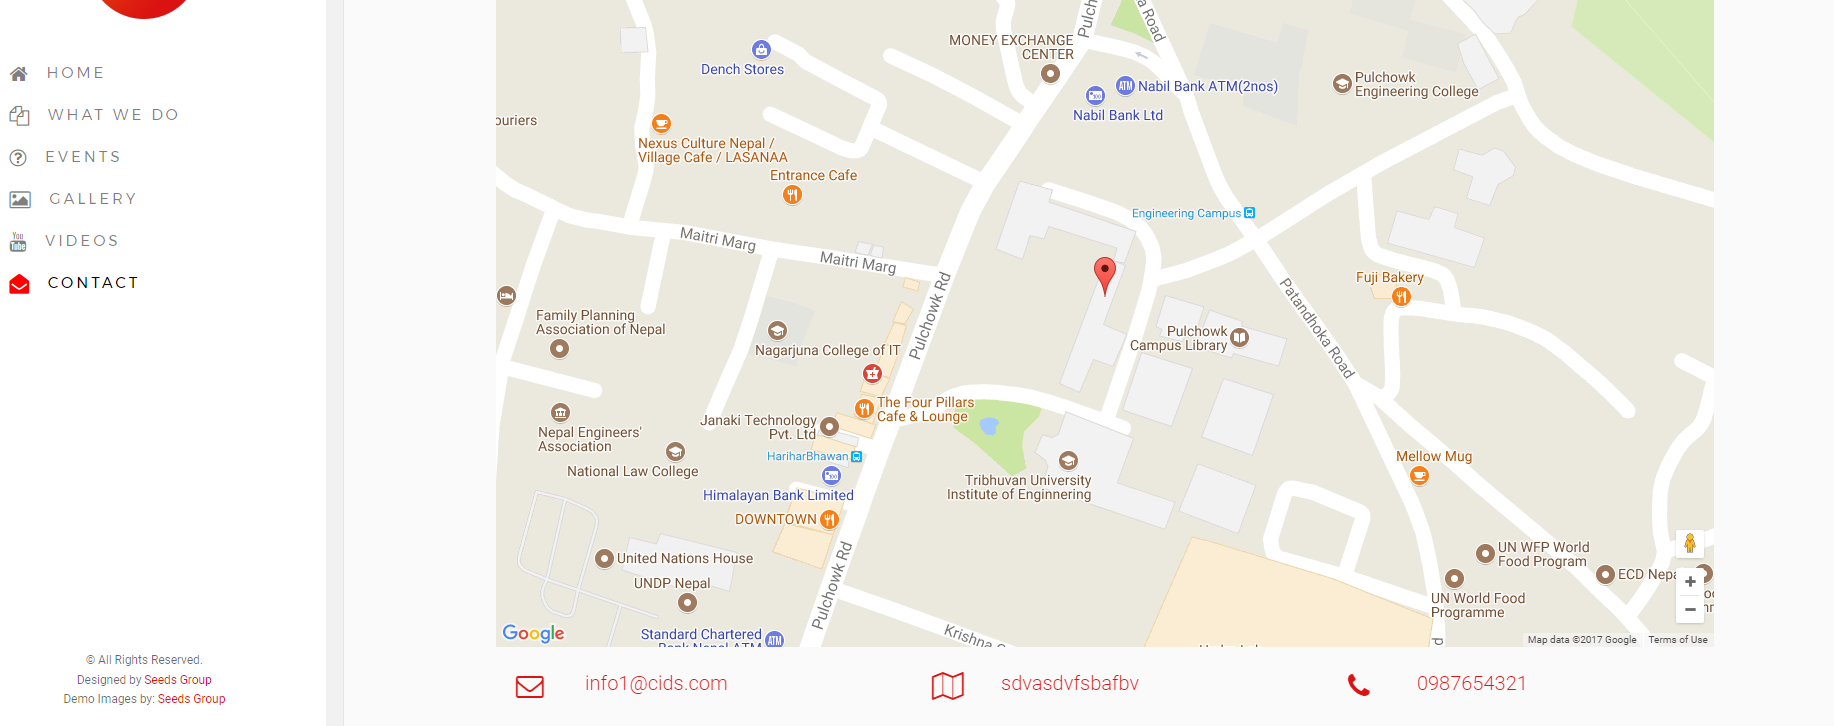 HOME
WHAT WE DO
EVENTS
GALLERY
VIDEOS
CONTACT
© All Rights Reserved.
Designed by Seeds Group
Demo Images by: Seeds Group
MONEY EXCHANGE
CENTER
Dench Stores
Nabil Bank ATM(2nos)
ATM
Nabil Bank Ltd
Pulchowk
Engineering College
ouriers
Nexus Culture Nepal /
Village Cafe / LASANAA
Entrance Cafe
Engineering Campus
Maitri Marg
Maitri Marg
Pulchowk Rd
Patandhoka Road
Fuji Bakery
Family Planning
Association of Nepal
Nagarjuna College of IT
Pulchowk
Campus Library
The Four Pillars
Cafe & Lounge
Janaki Technology
Pvt. Ltd
Nepal Engineers'
Association
National Law College
HariharBhawan
Himalayan Bank Limited
DOWNTOWN
Tribhuvan University
Institute of Enginnering
Mellow Mug
United Nations House
UNDP Nepal
Pulchowk Rd
UN WFP World
Food Program
UN World Food
Programme
ECD Nepa
Standard Chartered
Bank Nepal ATM
ATM
Krishna
Google
Map data ©2017 Google
Terms of Use
info1@cids.com
sdvasdvfsbafbv
0987654321